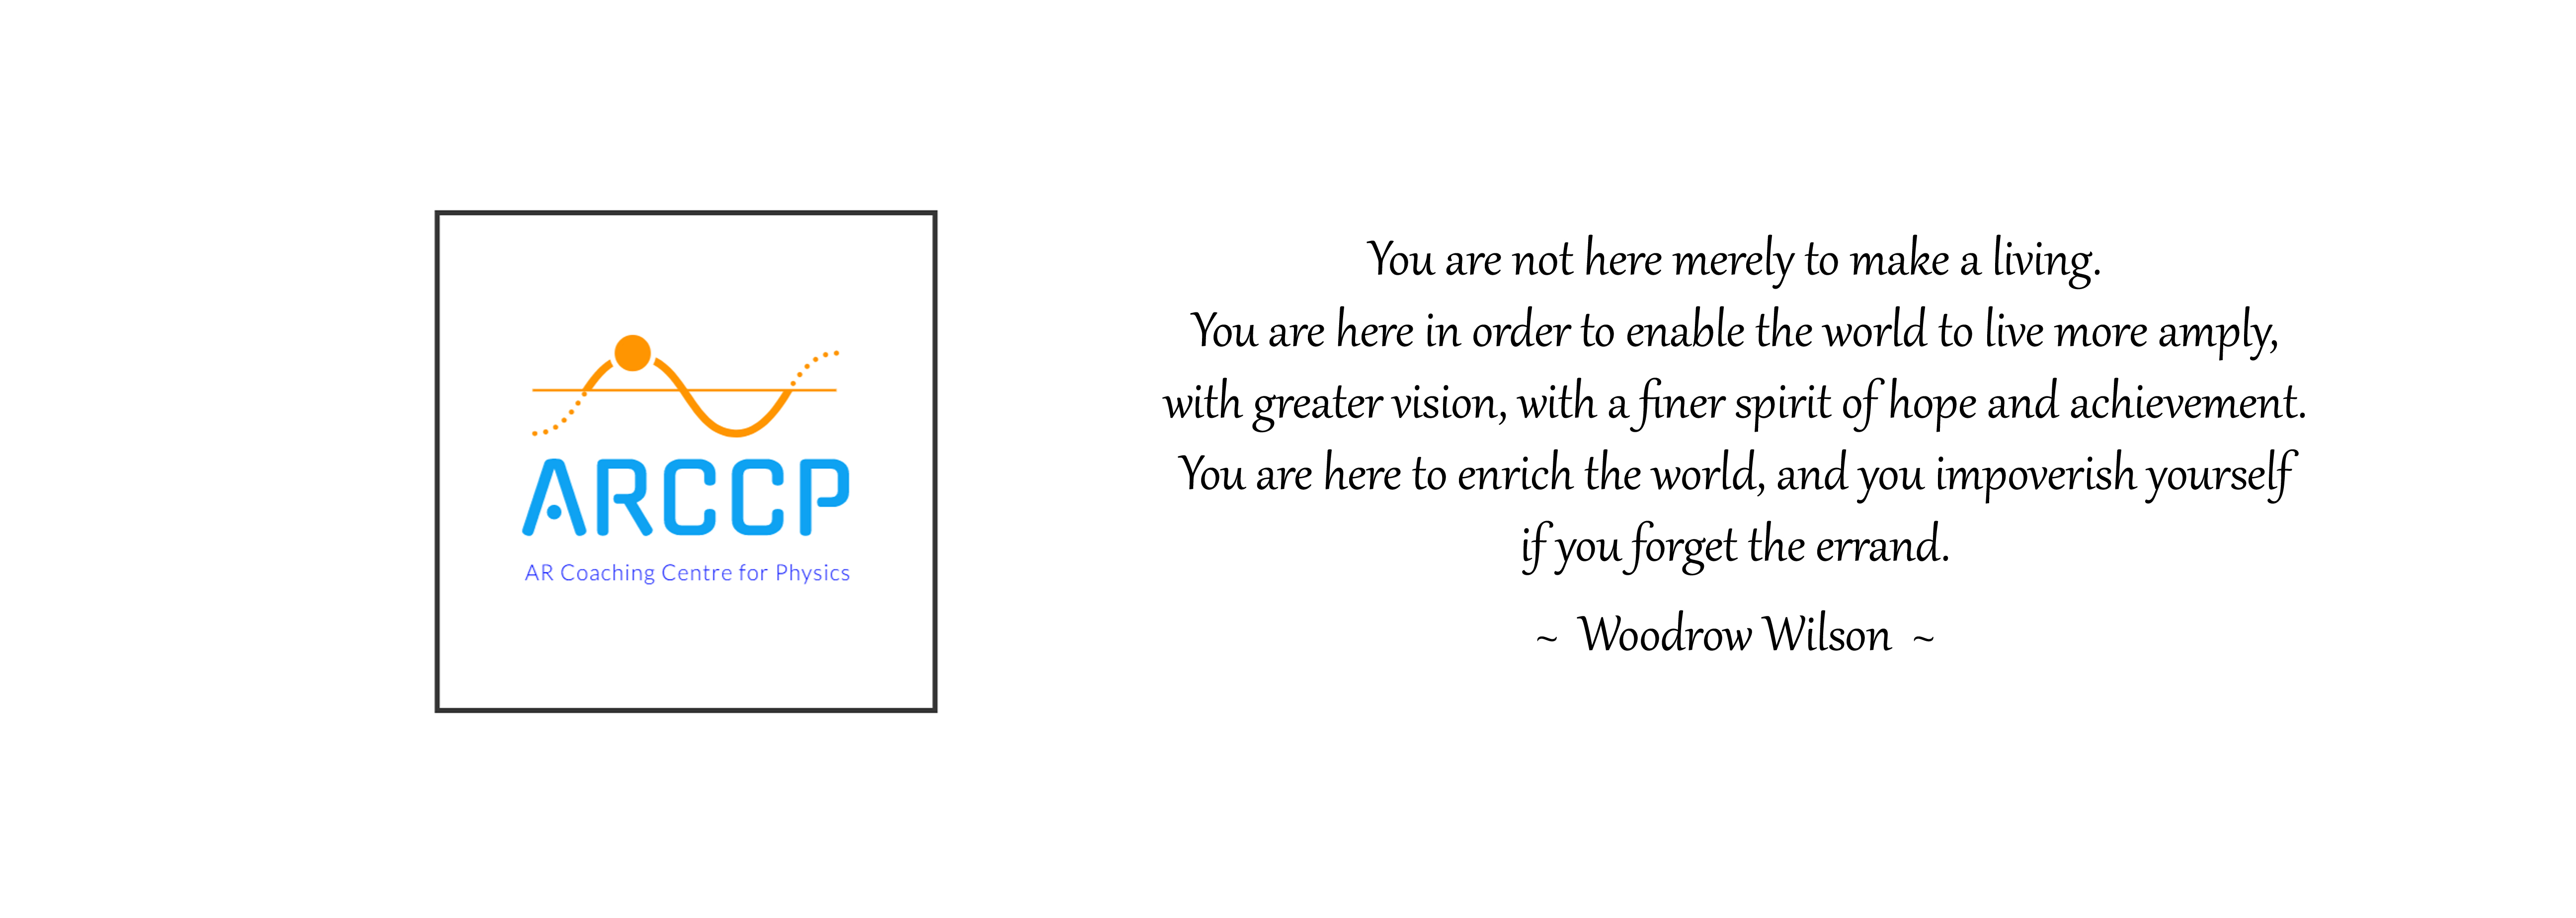 ARCCP
AR Coaching Centre for Physics
You are not here merely to make a living.
You are here in order to enable the world to live more amply,
with greater vision, with a finer spirit of hope and achievement.
You are here to enrich the world, and you impoverish yourself
if you forget the errand.
~ Woodrow Wilson ~